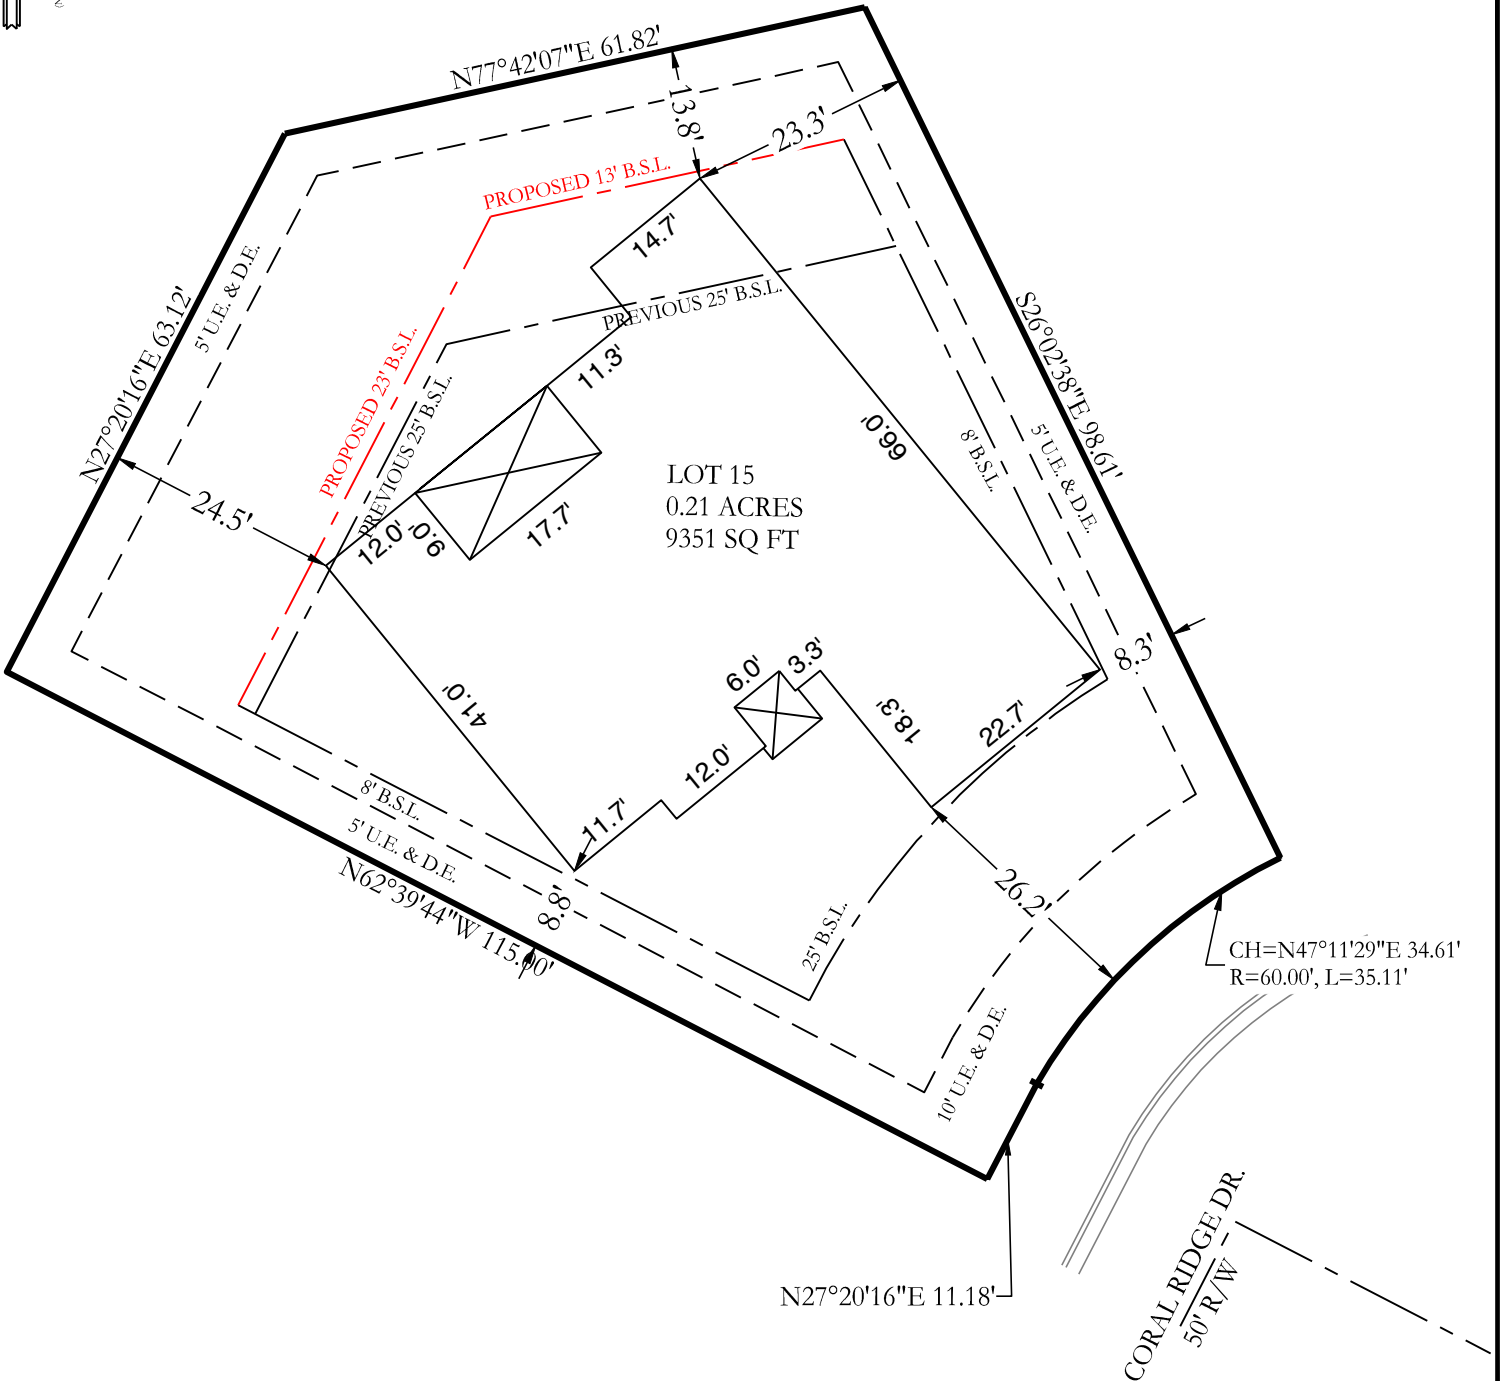 N77°42'07"E 61.82'
13.8'
23.3'
PROPOSED 13' B.S.L.
14.7'
5' U.E. & D.E.
PREVIOUS 25' B.S.L.
N27°20'16"E 63.12'
S26°02'38"E 98.61'
PROPOSED 23' B.S.L.
PREVIOUS 25' B.S.L.
11.3'
66.0'
8' B.S.L.
5' U.E. & D.E.
LOT 15
0.21 ACRES
9351 SQ FT
24.5'
12.0'
9.0'
17.7'
8.3'
3.3'
6.0'
41.0'
18.3'
22.7'
12.0'
8' B.S.L.
11.7'
5' U.E. & D.E.
N62°39'44"W 115.00'
8.8'
26.2'
25' B.S.L.
CH=N47°11'29"E 34.61'
R=60.00', L=35.11'
10' U.E. & D.E.
N27°20'16"E 11.18'
CORAL RIDGE DR.
50' R/W